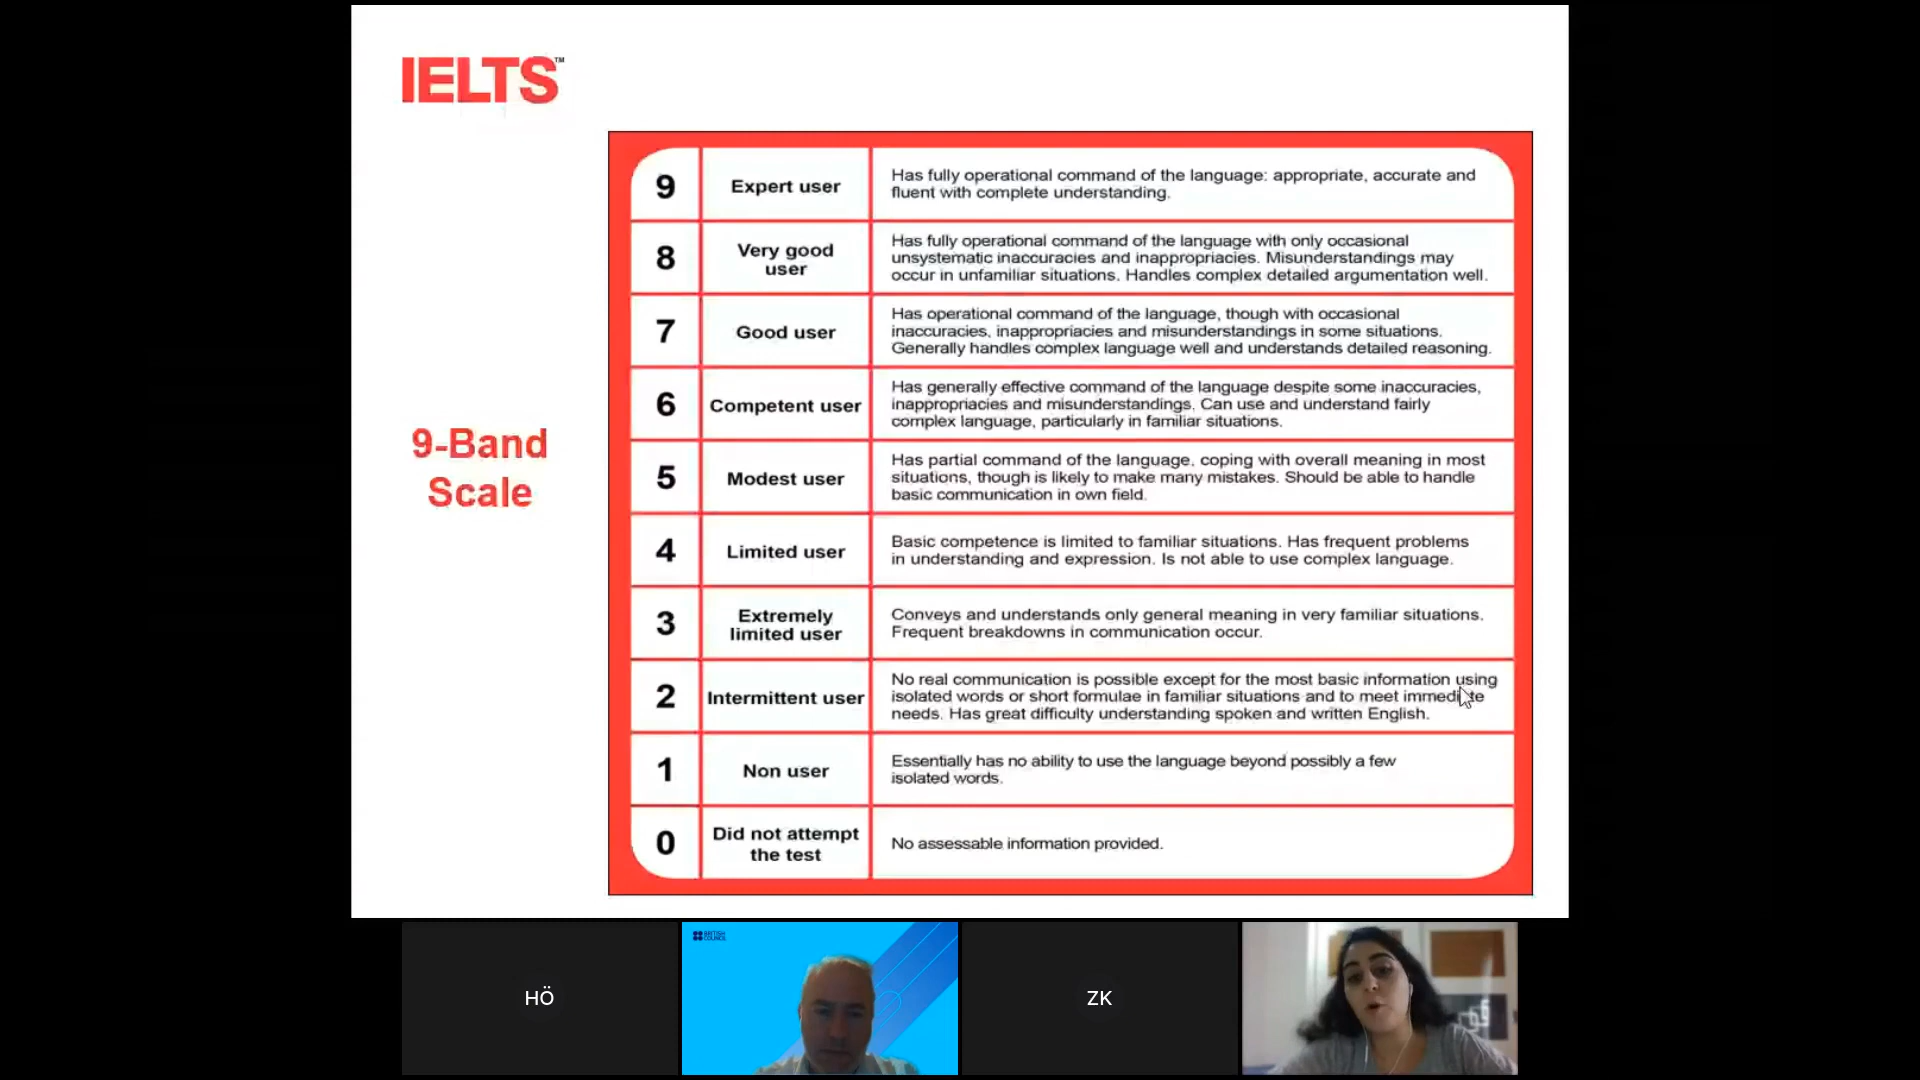 IELTS™
9-Band
Scale
9
Expert user
Has fully operational command of the language: appropriate, accurate and
fluent with complete understanding.
8
Very good
user
Has fully operational command of the language with only occasional
unsystematic inaccuracies and inappropriacies. Misunderstandings may
occur in unfamiliar situations. Handles complex detailed argumentation well.
7
Good user
Has operational command of the language, though with occasional
inaccuracies, inappropriacies and misunderstandings in some situations.
Generally handles complex language well and understands detailed reasoning.
6
Competent user
Has generally effective command of the language despite some inaccuracies,
inappropriacies and misunderstandings. Can use and understand fairly
complex language, particularly in familiar situations.
5
Modest user
Has partial command of the language, coping with overall meaning in most
situations, though is likely to make many mistakes. Should be able to handle
basic communication in own field.
4
Limited user
Basic competence is limited to familiar situations. Has frequent problems
in understanding and expression. Is not able to use complex language.
3
Extremely
limited user
Conveys and understands only general meaning in very familiar situations.
Frequent breakdowns in communication occur.
2
Intermittent user
No real communication is possible except for the most basic information using
isolated words or short formulae in familiar situations and to meet immediate
needs. Has great difficulty understanding spoken and written English.
1
Non user
Essentially has no ability to use the language beyond possibly a few
isolated words.
0
Did not attempt
the test
No assessable information provided.
HÖ
BRITISH
COUNCIL
ZK